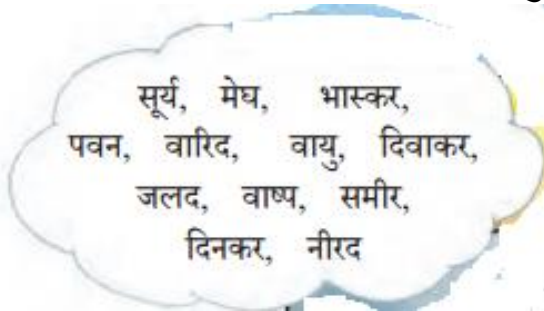 सूर्य, मेघ, भास्कर,
पवन, वारिद, वायु, दिवाकर,
जलद, वाष्प, समीर,
दिनकर, नीरद